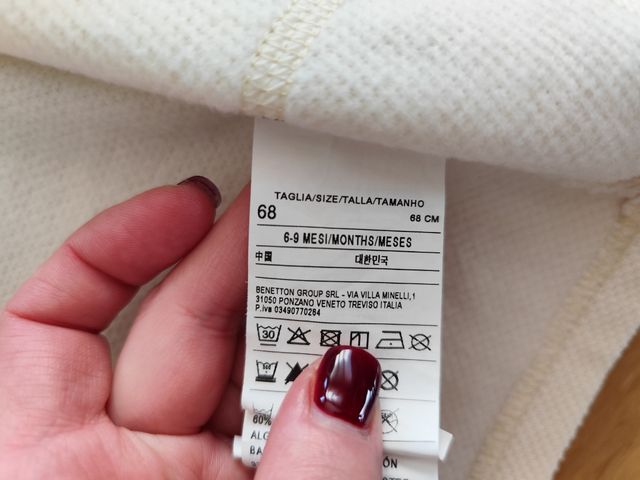 TAGLIA/SIZE/TALLA/TAMANHO
68 68 CM
6-9 MESI/MONTHS/MESES
中国 대한민국
BENETTON GROUP SRL - VIA VILLA MINELLI,1
31050 PONZANO VENETO TREVISO ITALIA
P.iva 03490770264
30
60%